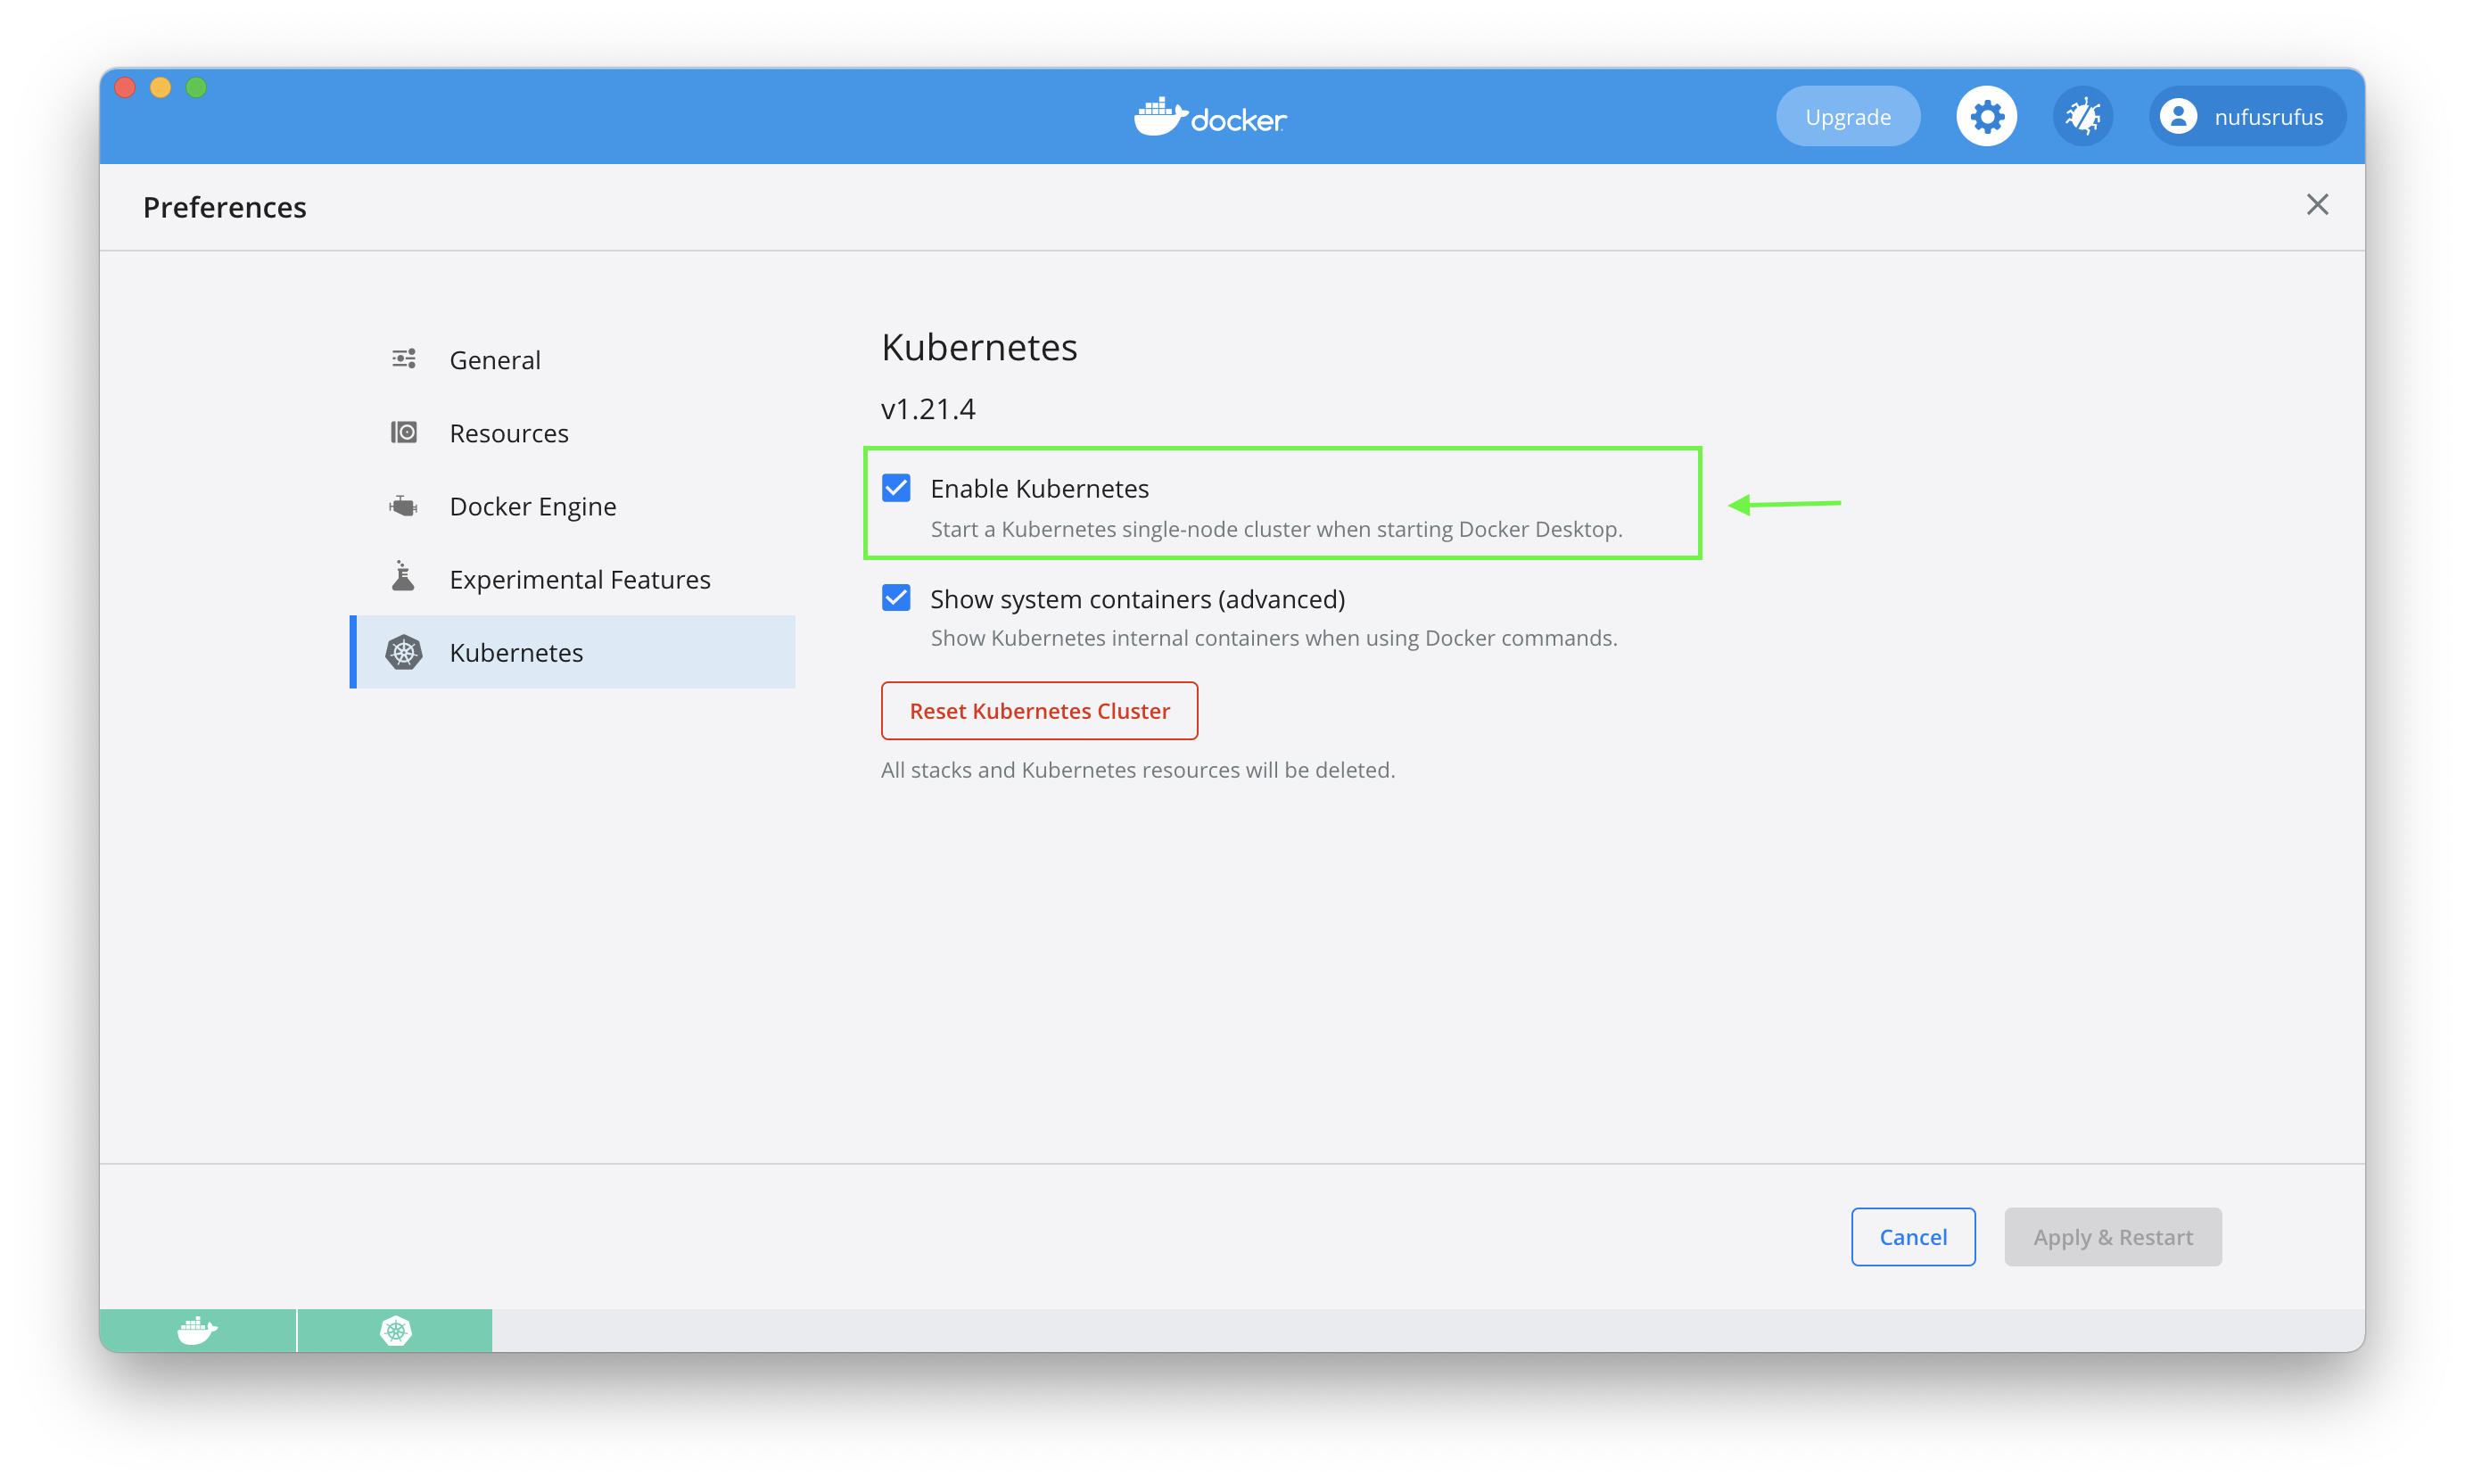 docker
Upgrade
nufusrufus
Preferences
General
Resources
Docker Engine
Experimental Features
Kubernetes
Kubernetes
v1.21.4
Enable Kubernetes
Start a Kubernetes single-node cluster when starting Docker Desktop.
Show system containers (advanced)
Show Kubernetes internal containers when using Docker commands.
Reset Kubernetes Cluster
All stacks and Kubernetes resources will be deleted.
Cancel
Apply & Restart